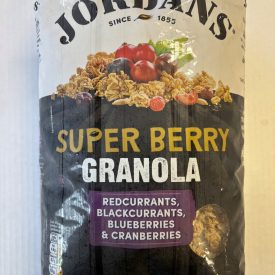 JORDANS
SINCE 1855
SUPER BERRY
GRANOLA
REDCURRANTS,
BLACKCURRANTS,
BLUEBERRIES
& CRANBERRIES